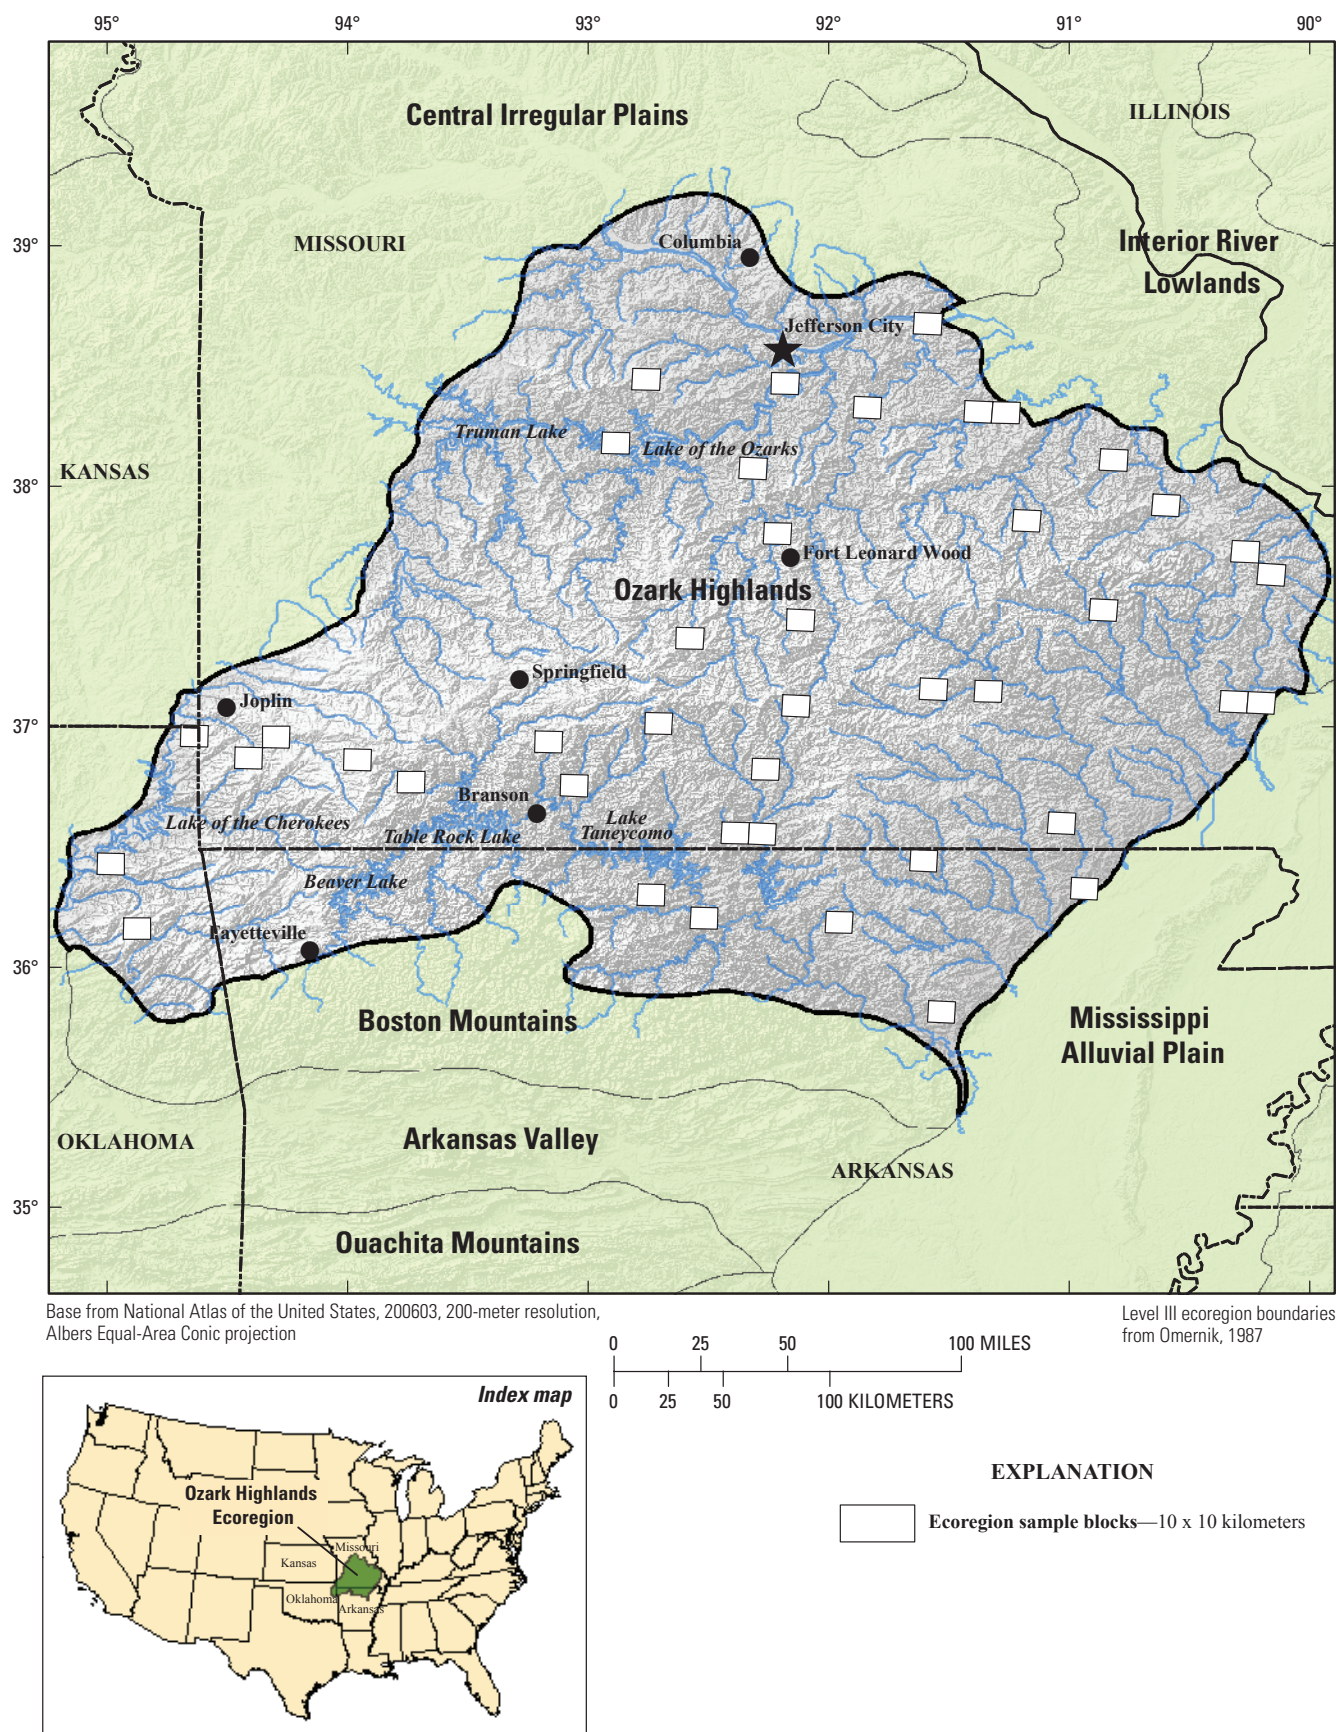 95° 94° 93° 92° 91° 90°
Central Irregular Plains
ILLINOIS
39°
MISSOURI
Columbia
Interior River
Lowlands
Jefferson City
Truman Lake
Lake of the Ozarks
KANSAS
38°
Fort Leonard Wood
Ozark Highlands
Springfield
Joplin
37°
Branson
Lake of the Cherokees
Table Rock Lake
Lake
Taneycomo
Beaver Lake
Fayetteville
36°
Boston Mountains
Mississippi
Alluvial Plain
Arkansas Valley
OKLAHOMA
ARKANSAS
35°
Ouachita Mountains
Base from National Atlas of the United States, 200603, 200-meter resolution,
Albers Equal-Area Conic projection
Level III ecoregion boundaries
from Omernik, 1987
0 25 50 100 MILES
0 25 50 100 KILOMETERS
Index map
Ozark Highlands
Ecoregion
Missouri
Kansas
Oklahoma
Arkansas
EXPLANATION
Ecoregion sample blocks—10 x 10 kilometers